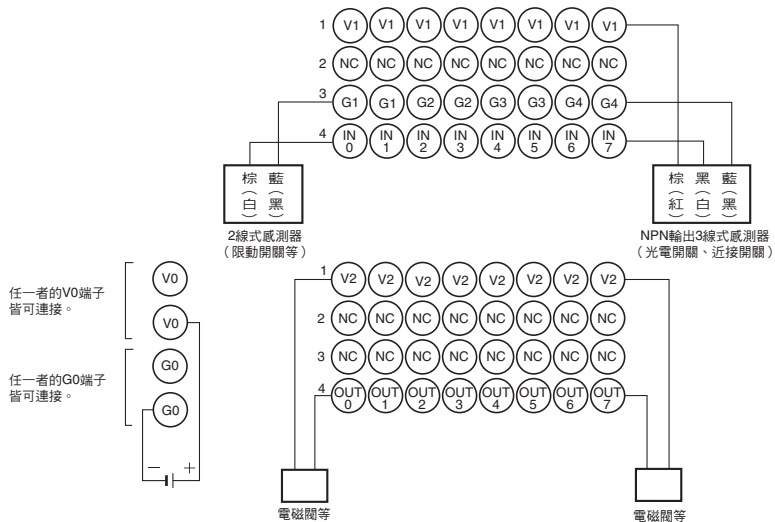 1 V1 V1 V1 V1 V1 V1 V1 V1
2 NC NC NC NC NC NC NC NC
3 G1 G1 G2 G2 G3 G3 G4 G4
4 IN 0 IN 1 IN 2 IN 3 IN 4 IN 5 IN 6 IN 7
棕（白） 藍（黑）
2線式感測器
（限動開關等）
棕（紅） 黑（白） 藍（黑）
NPN輸出3線式感測器
（光電開關、近接開關）
任一者的V0端子
皆可連接。
V0
V0
任一者的G0端子
皆可連接。
G0
G0
− +
1 V2 V2 V2 V2 V2 V2 V2 V2
2 NC NC NC NC NC NC NC NC
3 NC NC NC NC NC NC NC NC
4 OUT 0 OUT 1 OUT 2 OUT 3 OUT 4 OUT 5 OUT 6 OUT 7
電磁閥等
電磁閥等